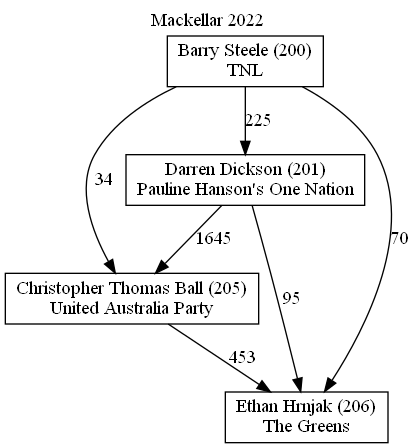 Mackellar 2022
Barry Steele (200)
TNL
225
Darren Dickson (201)
Pauline Hanson's One Nation
34
1645
70
Christopher Thomas Ball (205)
United Australia Party
95
453
Ethan Hrnjak (206)
The Greens